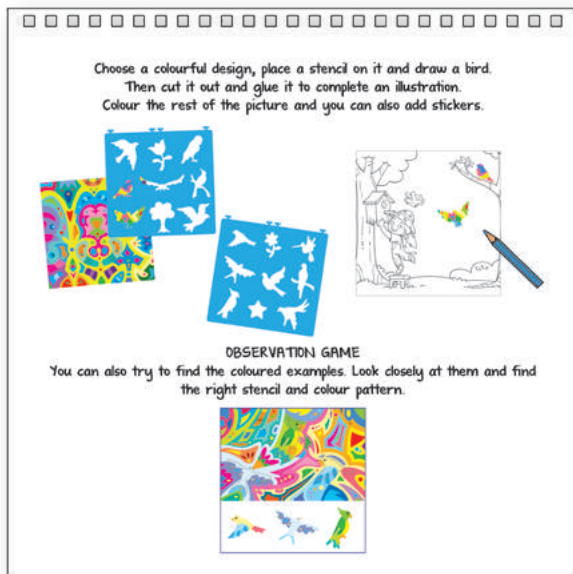 Choose a colourful design, place a stencil on it and draw a bird.
Then cut it out and glue it to complete an illustration.
Colour the rest of the picture and you can also add stickers.
OBSERVATION GAME
You can also try to find the coloured examples. Look closely at them and find
the right stencil and colour pattern.